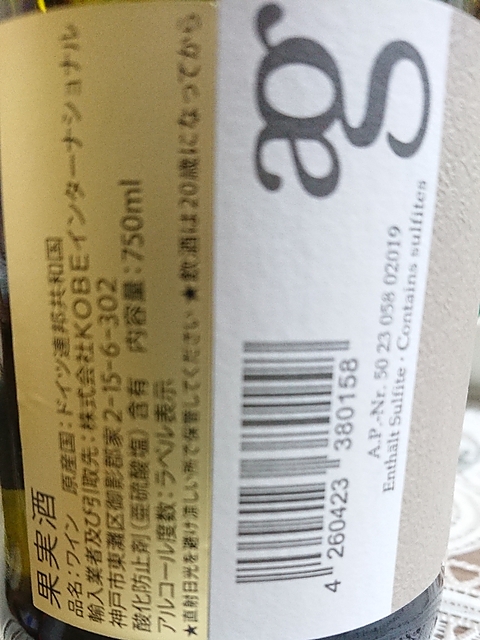 果実酒
品名：ワイン　原産国：ドイツ連邦共和国
輸入業者及び引取先：株式会社KOBEインターナショナル
神戸市東灘区御影郡家 2-15-6-302
酸化防止剤（亜硫酸塩）含有　内容量：750ml
アルコール度数：ラベル表示
★直射日光を避け涼しい所で保管してください ★飲酒は20歳になってから
ag
4 260423 380158
A.P.-Nr. 50 23 058 02019
Enthält Sulfite · Contains sulfites